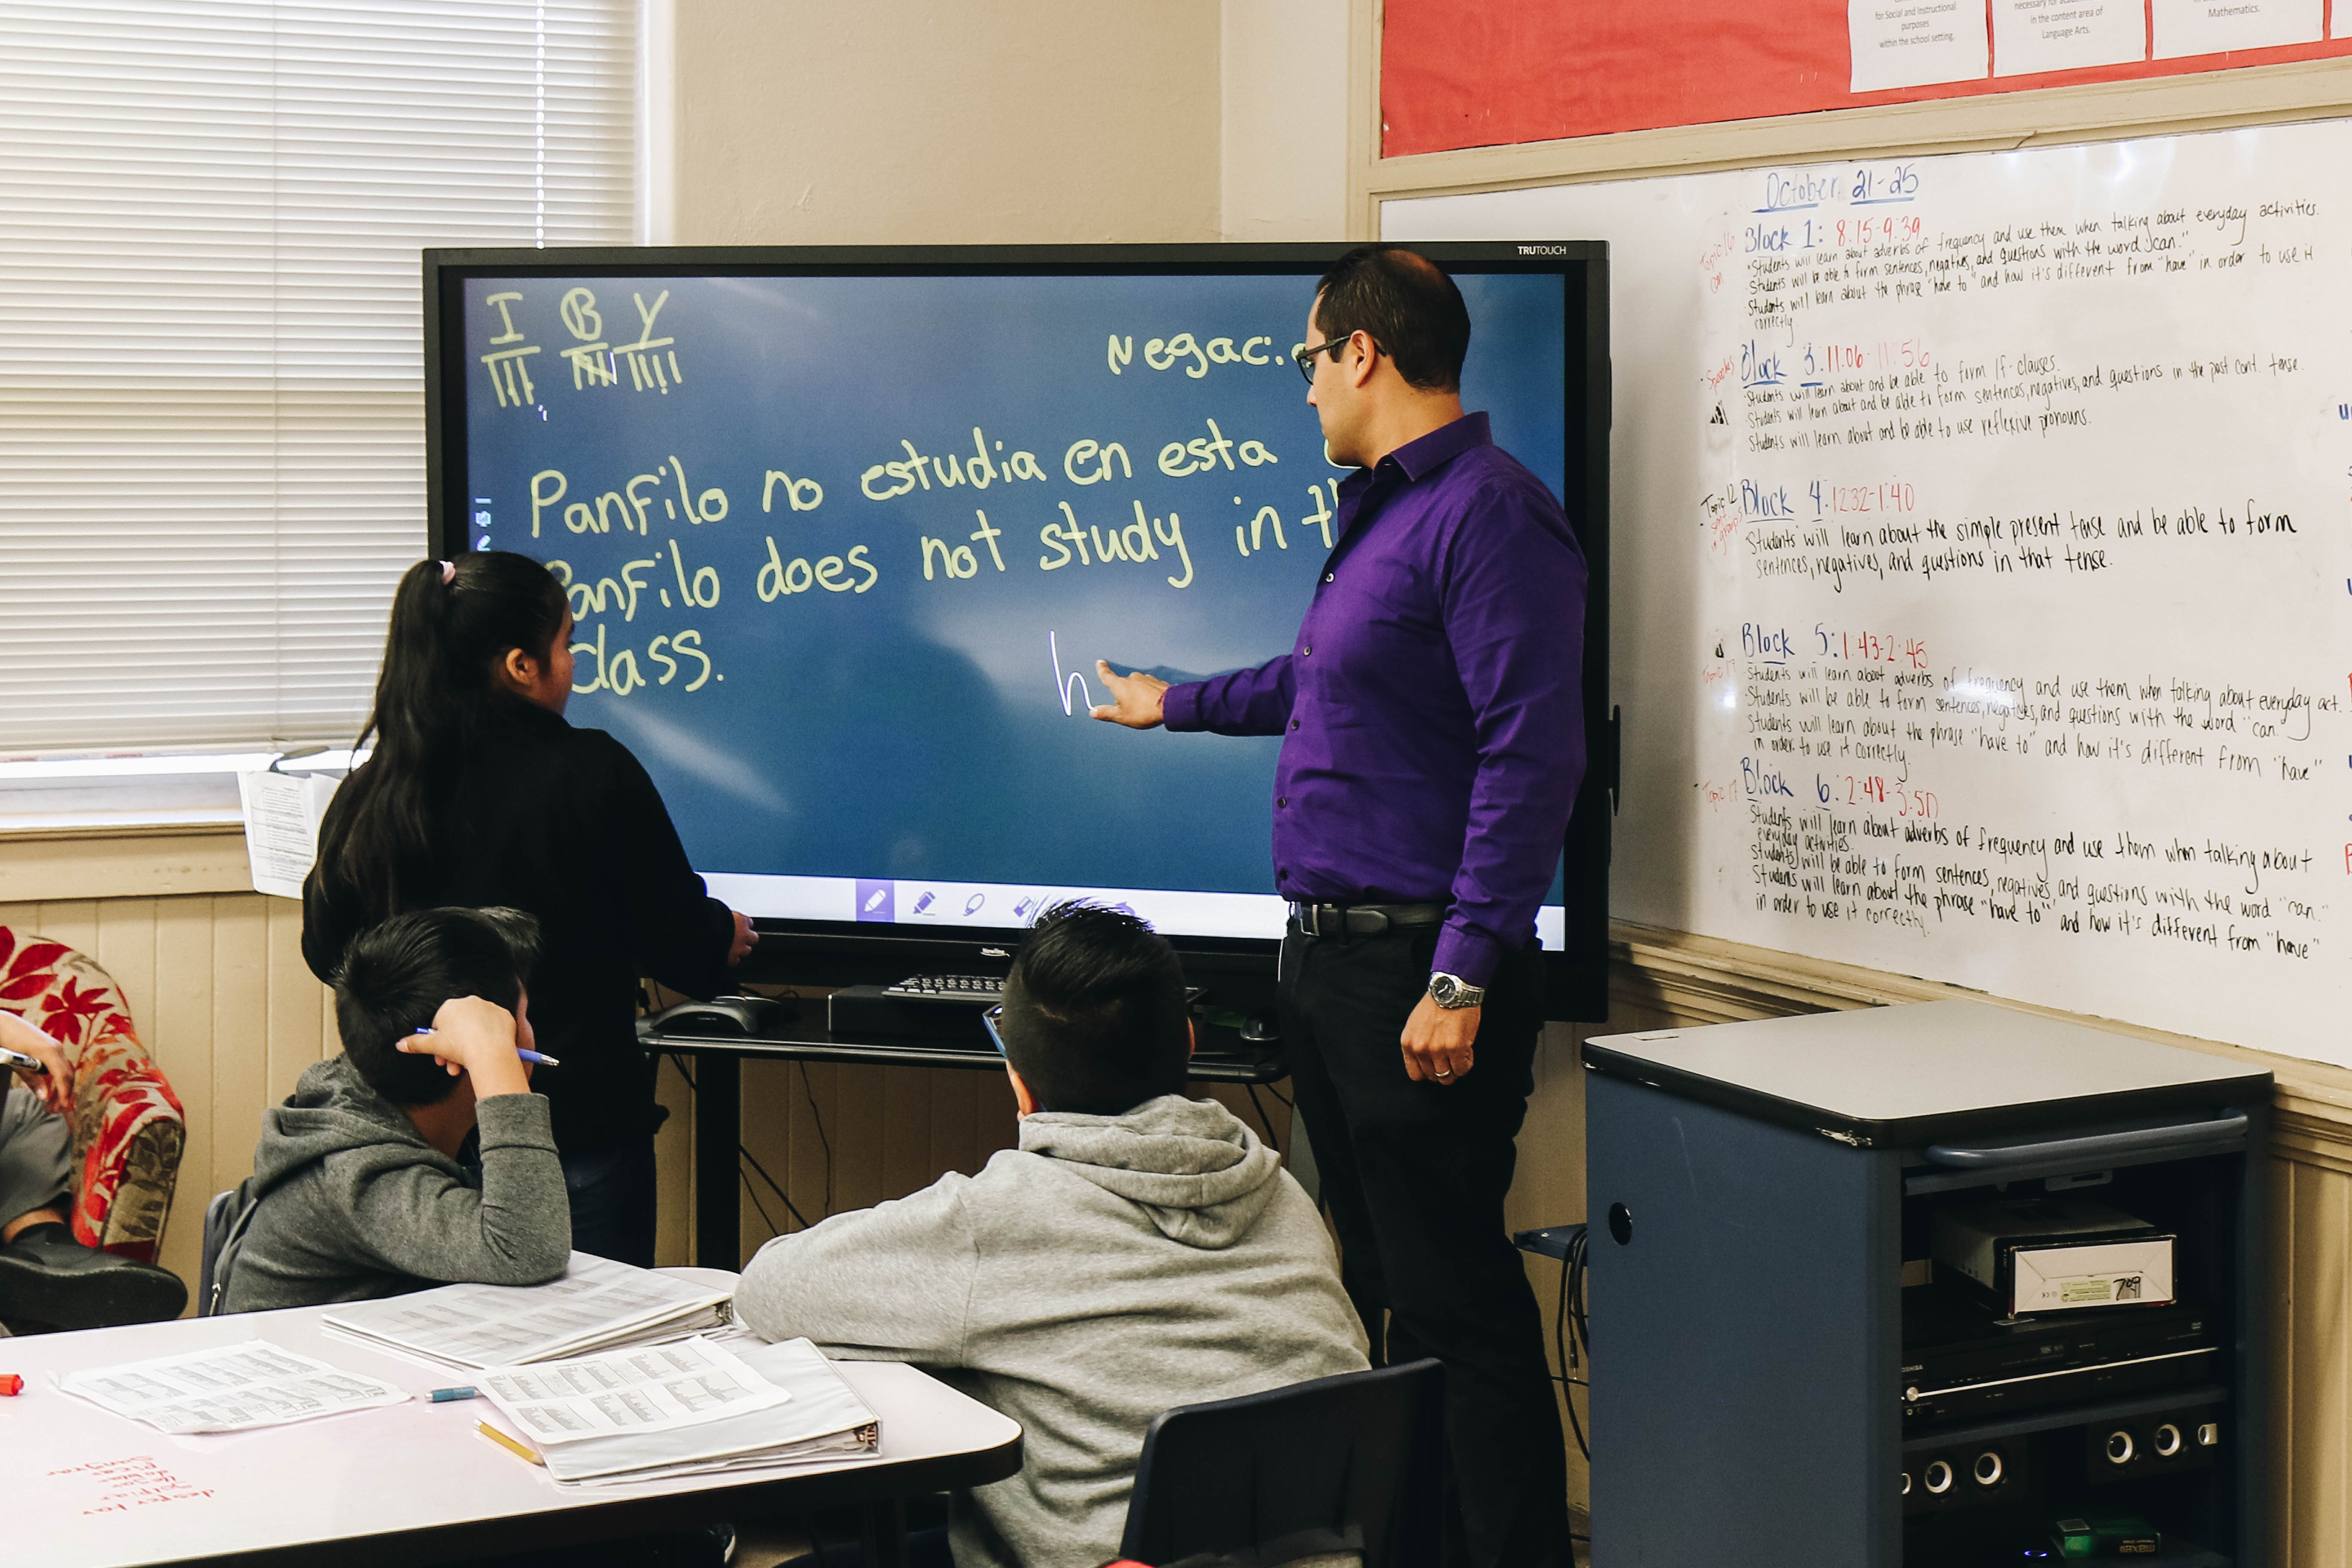 for Social and Instructional
purposes
within the school setting.
in the content area of
Language Arts.
Mathematics.
TRUTOUCH
I B Y
Negaci
Panfilo no estudia en esta
Panfilo does not study in th
class.
h
October 21-25
Block 1: 8:15-9:39
Students will learn about adverbs of frequency and use them when talking about everyday activities.
Students will be able to form sentences, negatives, and questions with the word "can."
Students will learn about the phrase "have to" and how it's different from "have" in order to use it
correctly
Block 3: 11:06-11:56
Students will learn about and be able to form If-clauses.
Students will learn about and be able to form sentences, negatives, and questions in the past cont. tense.
Students will learn about and be able to use reflexive pronouns.
Topic 12
Block 4: 12:32-1:40
Students will learn about the simple present tense and be able to form
sentences, negatives, and questions in that tense.
Topic 17
Block 5: 1:43-2:45
Students will learn about adverbs of frequency and use them when talking about everyday act.
Students will be able to form sentences, negatives, and questions with the word "can."
Students will learn about the phrase "have to" and how it's different from "have"
in order to use it correctly.
Topic 17
Block 6: 2:48-3:50
Students will learn about adverbs of frequency and use them when talking about
everyday activities.
Students will be able to form sentences, negatives, and questions with the word "can."
Students will learn about the phrase "have to" and how it's different from "have"
in order to use it correctly.
709
TOSHIBA